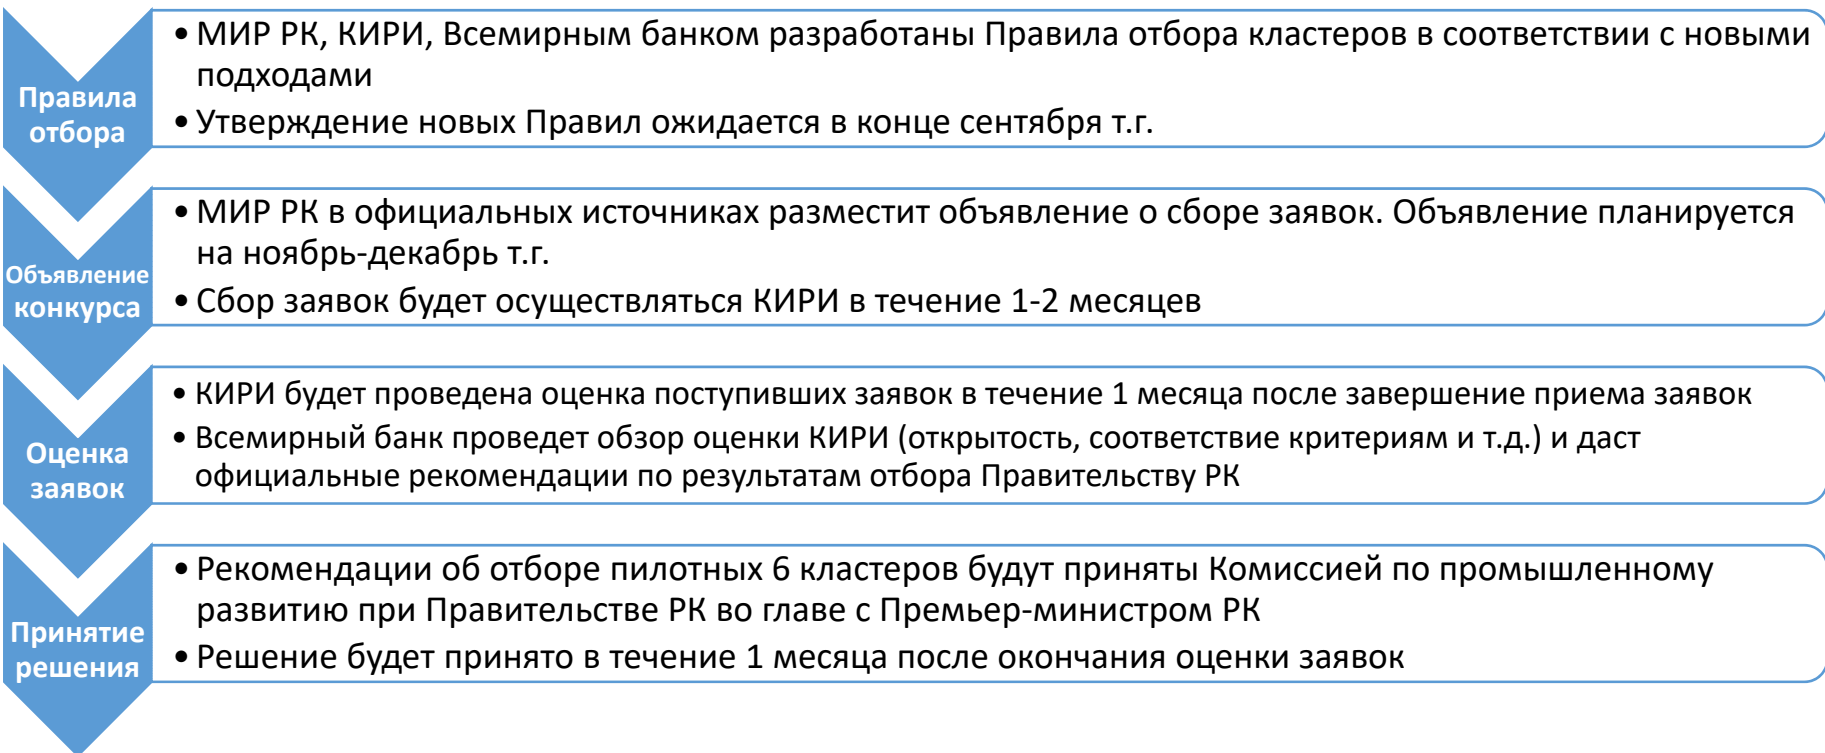 Правила
отбора
• МИР РК, КИРИ, Всемирным банком разработаны Правила отбора кластеров в соответствии с новыми
подходами
• Утверждение новых Правил ожидается в конце сентября т.г.
Объявление
конкурса
• МИР РК в официальных источниках разместит объявление о сборе заявок. Объявление планируется
на ноябрь-декабрь т.г.
• Сбор заявок будет осуществляться КИРИ в течение 1-2 месяцев
Оценка
заявок
• КИРИ будет проведена оценка поступивших заявок в течение 1 месяца после завершение приема заявок
• Всемирный банк проведет обзор оценки КИРИ (открытость, соответствие критериям и т.д.) и даст
официальные рекомендации по результатам отбора Правительству РК
Принятие
решения
• Рекомендации об отборе пилотных 6 кластеров будут приняты Комиссией по промышленному
развитию при Правительстве РК во главе с Премьер-министром РК
• Решение будет принято в течение 1 месяца после окончания оценки заявок